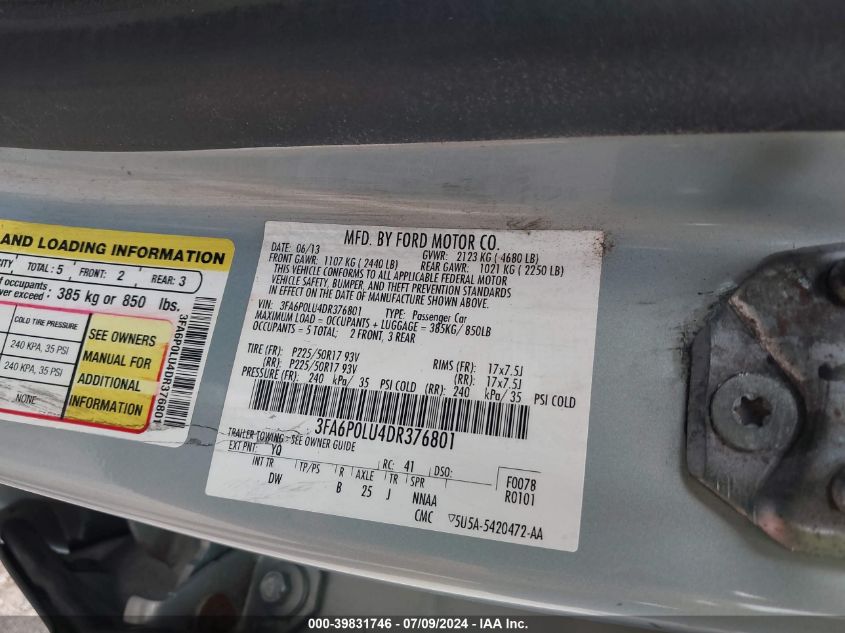 AND LOADING INFORMATION
CITY TOTAL: 5 FRONT: 2 REAR: 3
of occupants
ver exceed: 385 kg or 850 lbs.
COLD TIRE PRESSURE
240 KPA, 35 PSI
240 KPA, 35 PSI
NONE
SEE OWNERS
MANUAL FOR
ADDITIONAL
INFORMATION
3FA6P0LU4DR376801
MFD. BY FORD MOTOR CO.
DATE: 06/13 GVWR: 2123 KG ( 4680 LB)
FRONT GAWR: 1107 KG ( 2440 LB) REAR GAWR: 1021 KG ( 2250 LB)
THIS VEHICLE CONFORMS TO ALL APPLICABLE FEDERAL MOTOR
VEHICLE SAFETY, BUMPER, AND THEFT PREVENTION STANDARDS
IN EFFECT ON THE DATE OF MANUFACTURE SHOWN ABOVE.
VIN: 3FA6P0LU4DR376801 TYPE: Passenger Car
MAXIMUM LOAD = OCCUPANTS + LUGGAGE = 385KG/ 850LB
OCCUPANTS = 5 TOTAL; 2 FRONT, 3 REAR
TIRE (FR): P225/50R17 93V RIMS (FR): 17x7.5J
(RR): P225/50R17 93V (RR): 17x7.5J
PRESSURE (FR): 240 kPa/ 35 PSI COLD (RR): 240 kPa/35 PSI COLD
3FA6P0LU4DR376801
TRAILER TOWING - SEE OWNER GUIDE
EXT PNT: YQ RC: 41 DSO:
INT TR TP/PS R AXLE TR SPR F0078
DW B 25 J NNAA R0101
CMC ▽5U5A-5420472-AA
000-39831746 - 07/09/2024 - IAA Inc.